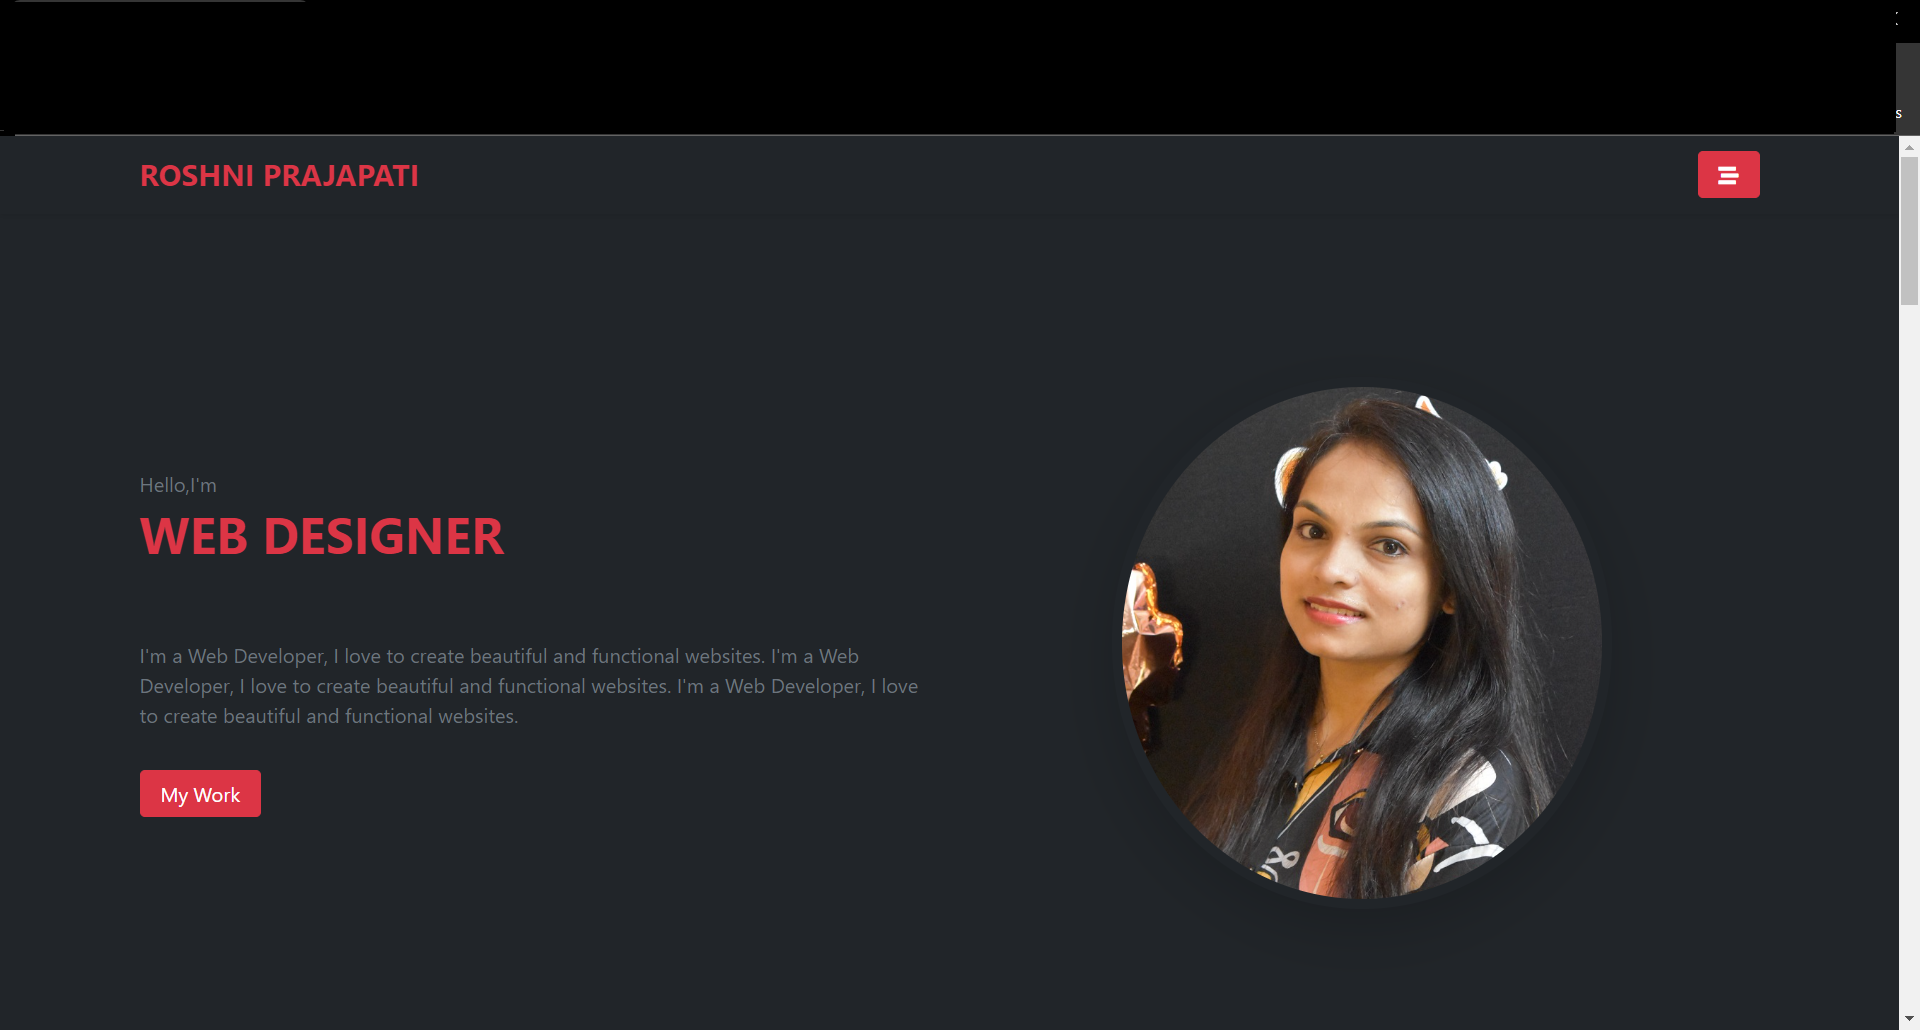 ROSHNI PRAJAPATI
Hello,I'm
WEB DESIGNER
I'm a Web Developer, I love to create beautiful and functional websites. I'm a Web
Developer, I love to create beautiful and functional websites. I'm a Web Developer, I love
to create beautiful and functional websites.
My Work